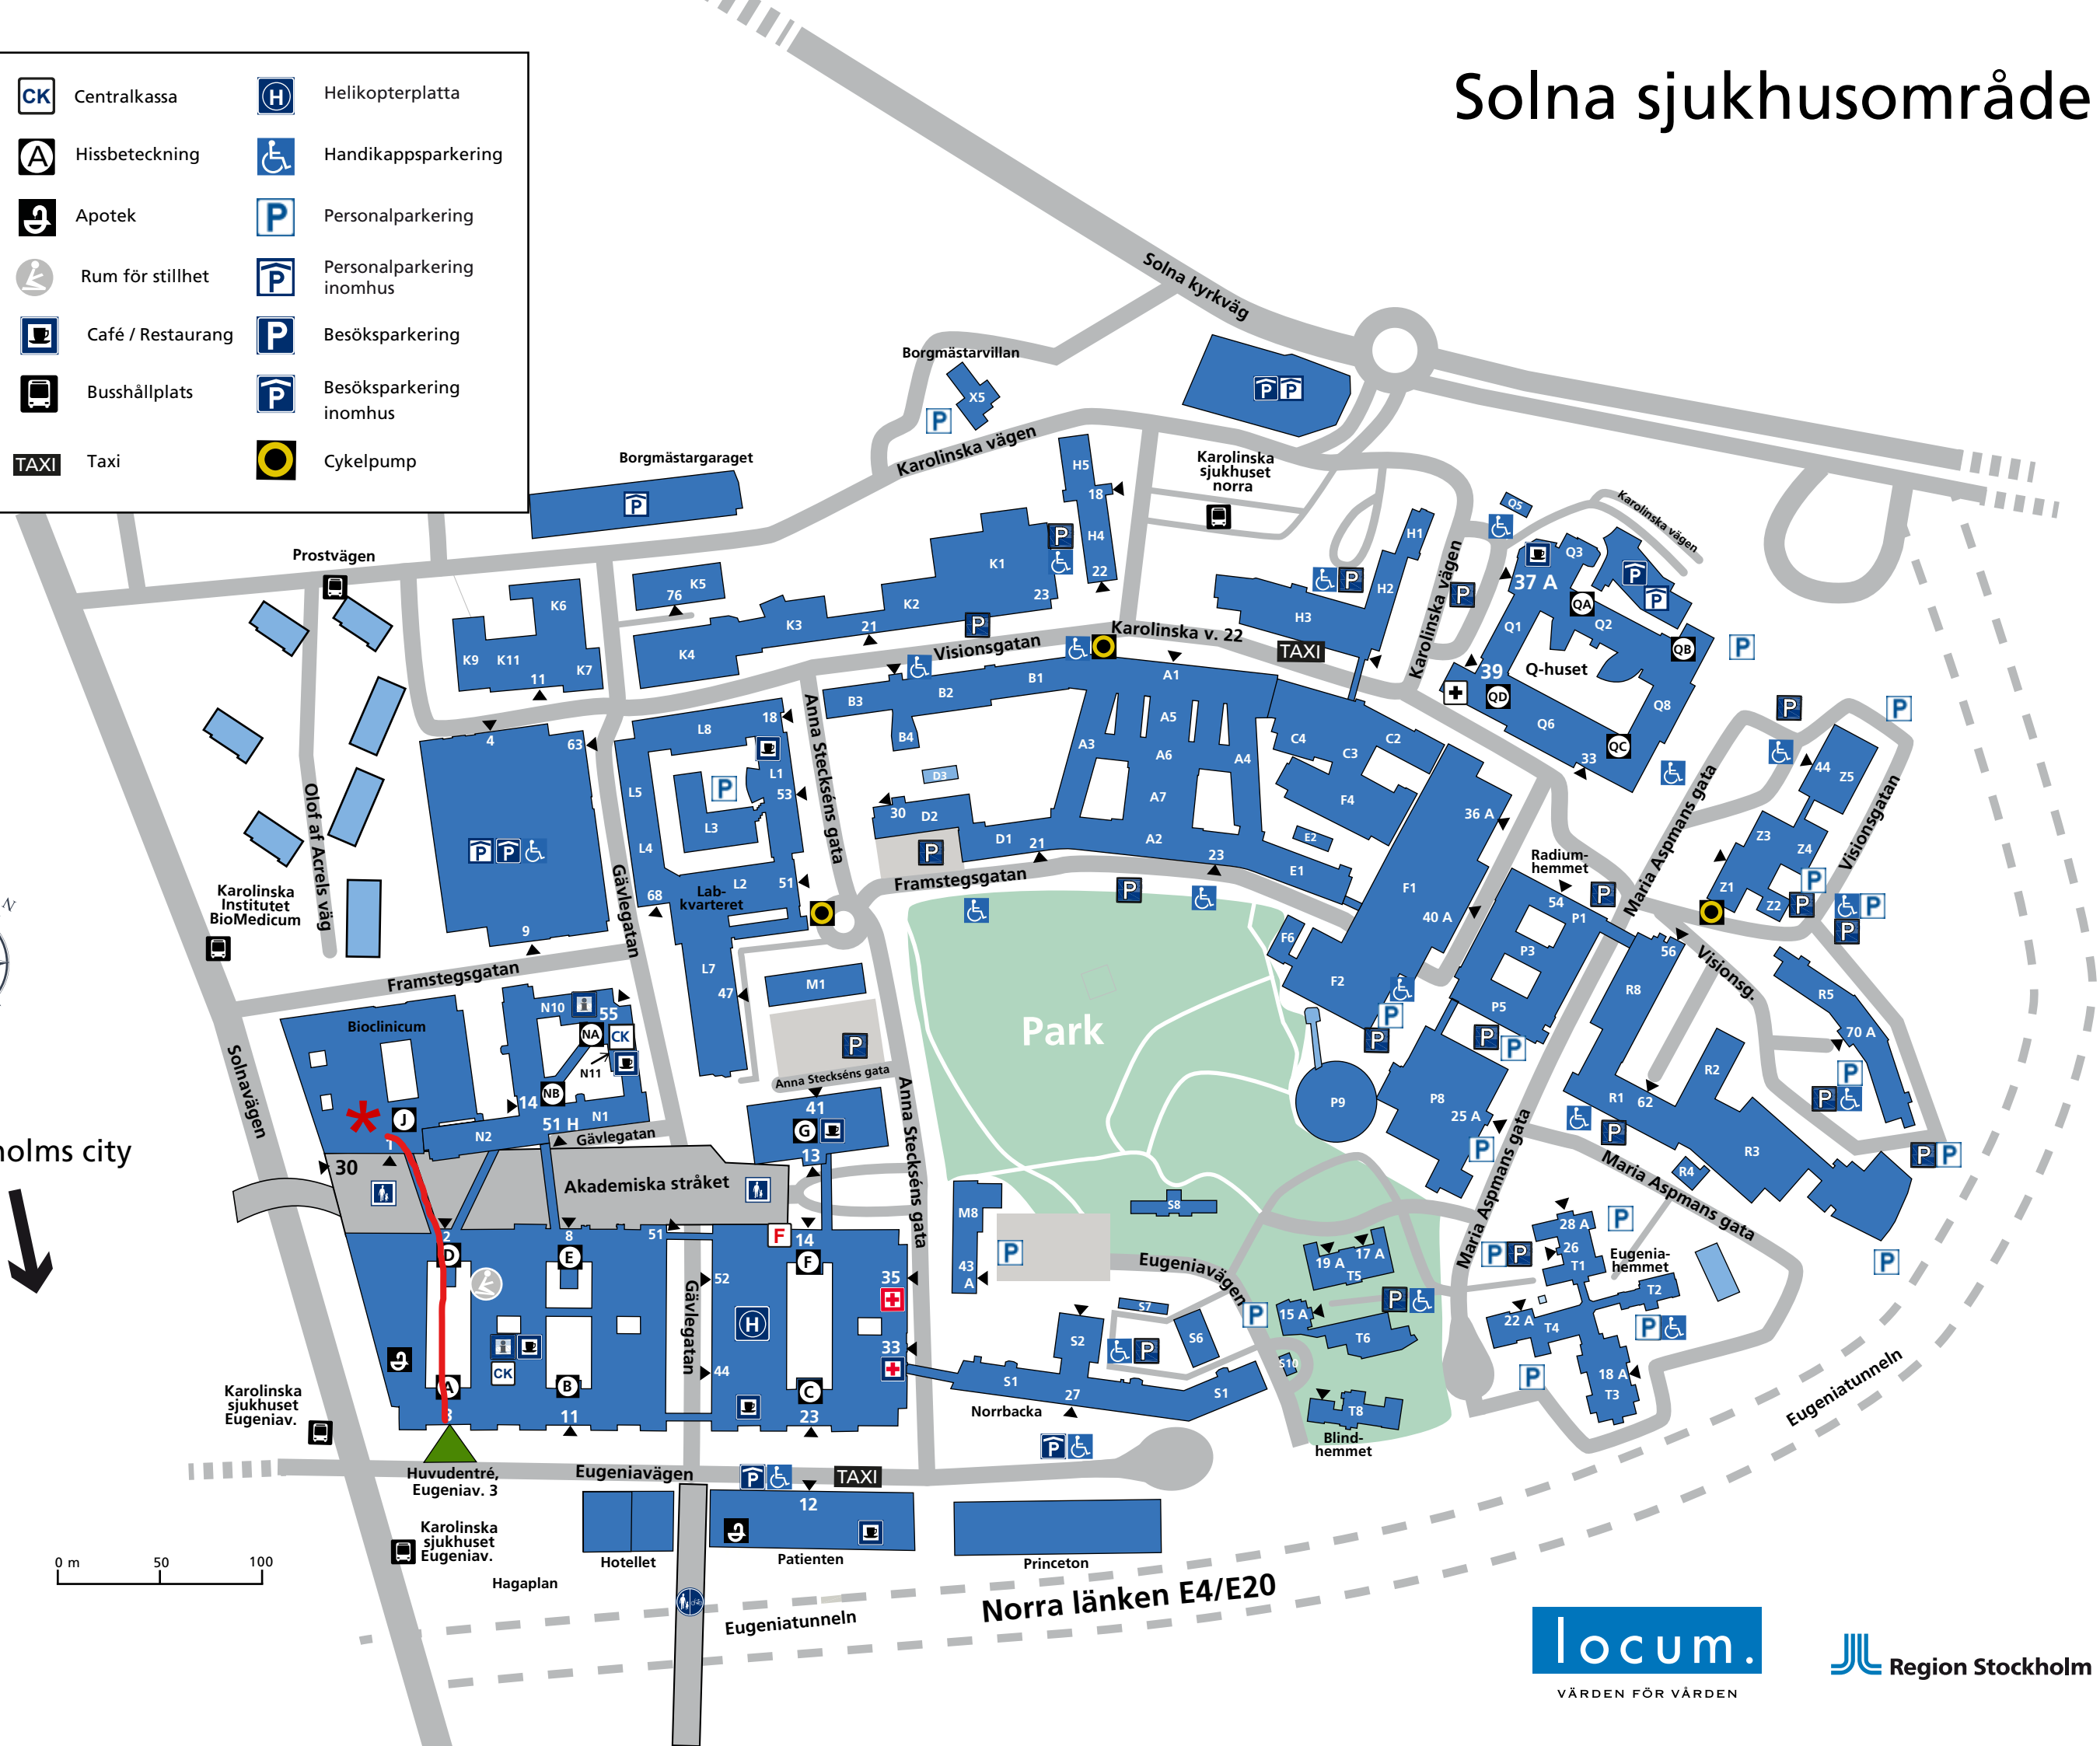 Solna sjukhusområde
CK
Centralkassa
H
Helikopterplatta
A
Hissbeteckning
Handikappsparkering
Apotek
P
Personalparkering
Rum för stillhet
P
Personalparkering
inomhus
Café / Restaurang
P
Besöksparkering
Busshållplats
P
Besöksparkering
inomhus
TAXI
Taxi
Cykelpump
Solna kyrkväg
Borgmästarvillan
X5
P
P P
Karolinska vägen
Borgmästargaraget
P
Karolinska
sjukhuset
norra
H5
18
H4
22
P
K1
23
K2
K3
21
K4
K5
76
P
Prostvägen
K6
K9
K11
K7
11
H1
H2
H3
P
TAXI
Karolinska v. 22
Visionsgatan
Karolinska vägen
P
Karolinska vägen
Q5
Q3
37 A
QA
Q1
Q2
P
P
QB
P
39
Q-huset
QD
Q6
Q8
QC
33
4
63
P P
9
L8
18
L1
53
L5
P
L3
L4
L2
51
68
Lab-
kvarteret
L7
47
Anna Steckséns gata
B3
B2
B1
B4
D3
A1
A5
A3
A6
A4
A7
A2
30
D2
D1
21
23
P
C4
C3
C2
F4
E2
E1
36 A
F1
40 A
F6
F2
P
P
Framstegsgatan
P
Park
Radium-
hemmet
54
P1
P3
P5
P
P
P
P8
25 A
P
P9
Maria Aspmans gata
P
P
44
Z5
Z3
Z4
Z1
Z2
P
P
P
P
Visionsgatan
Visionsg.
56
R8
R5
70 A
P
P
R2
R1
62
R3
R4
P
P P
P
Maria Aspmans gata
Maria Aspmans gata
Olof af Acrels väg
Karolinska
Institutet
BioMedicum
Framstegsgatan
Gävlegatan
Solnavägen
N
holms city
Bioclinicum
*
J
1
30
N10
55
NA
CK
N11
NB
14
N1
N2
51 H
Gävlegatan
Akademiska stråket
M1
P
Anna Steckséns gata
41
G
13
Anna Steckséns gata
2
D
8
E
51
F
14
F
35
52
H
33
44
Gävlegatan
CK
A
B
C
3
11
23
M8
43
A
P
S8
Eugeniavägen
S7
S2
S6
P
S1
27
S1
Norrbacka
P
P
S10
19 A
17 A
T5
15 A
T6
P
T8
Blind-
hemmet
P P
P
28 A
26
T1
Eugenia-
hemmet
T2
22 A
T4
P
18 A
T3
P
Eugeniatunneln
Karolinska
sjukhuset
Eugeniav.
Huvudentré,
Eugeniav. 3
Eugeniavägen
P
TAXI
12
Hotellet
Patienten
Princeton
Karolinska
sjukhuset
Eugeniav.
Hagaplan
0 m
50
100
Eugeniatunneln
Norra länken E4/E20
locum.
VÄRDEN FÖR VÅRDEN
Region Stockholm